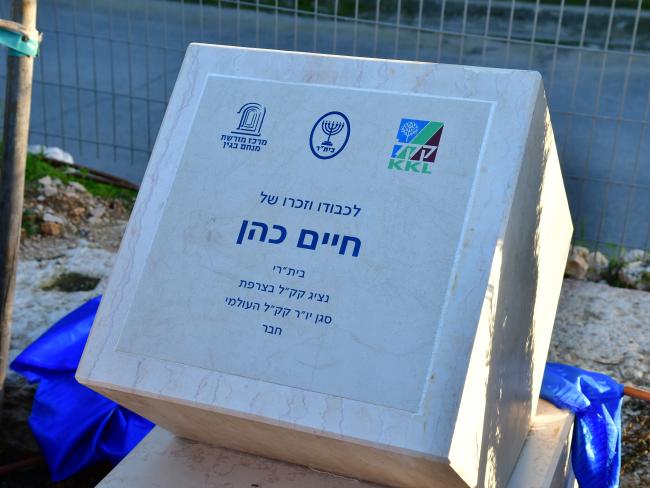 מרכז מורשת
מנחם בגין
בית"ר
קק"ל
KKL
לכבודו וזכרו של
חיים כהן
בית"רי
נציג קק"ל בצרפת
סגן יו"ר קק"ל העולמי
חבר